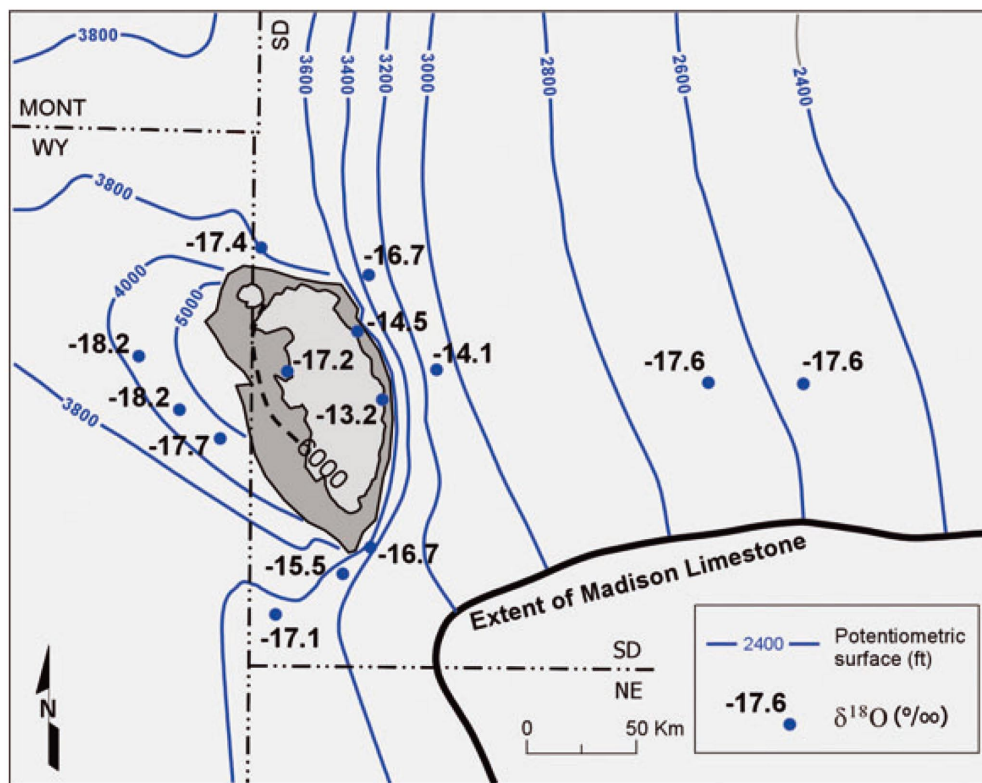 3800
SD
3600
3400
3200
3000
2800
2600
2400
MONT
WY
3800
-17.4
-16.7
4000
5000
-14.5
-18.2
-17.2
-14.1
-17.6
-17.6
-18.2
-13.2
3800
-17.7
6000
-16.7
-15.5
Extent of Madison Limestone
-17.1
SD
NE
N
0 50 Km
2400 Potentiometric
surface (ft)
-17.6 δ¹⁸O (°/∞)